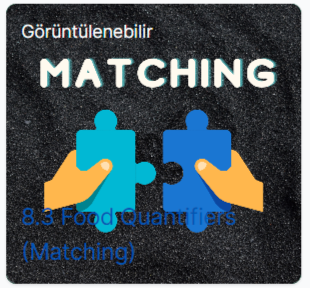 Görüntülenebilir
MATCHING
8.3 Food Quantifiers
(Matching)